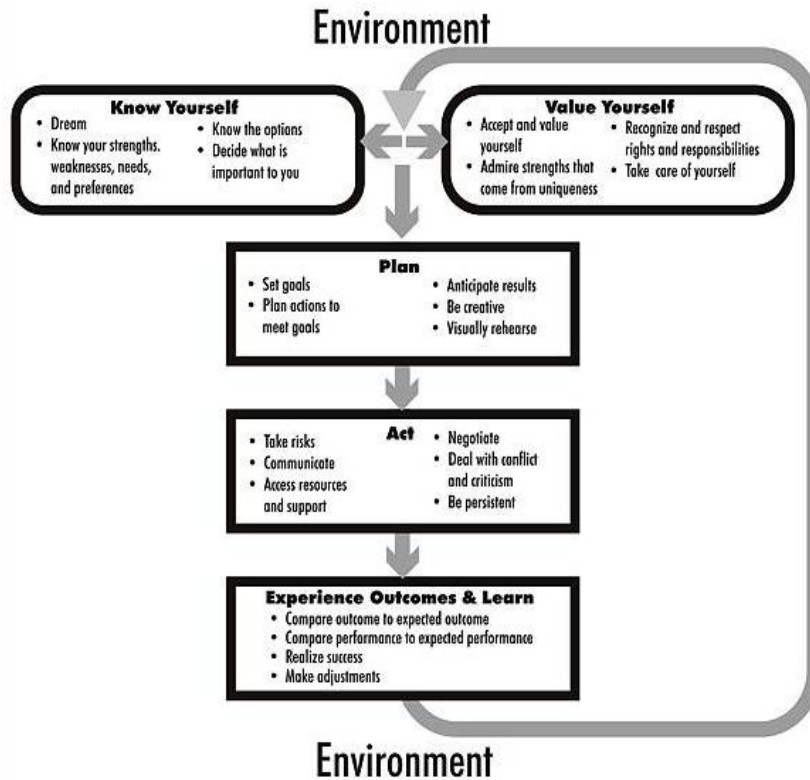 Environment
Know Yourself
• Dream
• Know your strengths.
weaknesses, needs,
and preferences
• Know the options
• Decide what is
important to you
Value Yourself
• Accept and value
yourself
• Admire strengths that
come from uniqueness
• Recognize and respect
rights and responsibilities
• Take care of yourself
Plan
• Set goals
• Plan actions to
meet goals
• Anticipate results
• Be creative
• Visually rehearse
Act
• Take risks
• Communicate
• Access resources
and support
• Negotiate
• Deal with conflict
and criticism
• Be persistent
Experience Outcomes & Learn
• Compare outcome to expected outcome
• Compare performance to expected performance
• Realize success
• Make adjustments
Environment